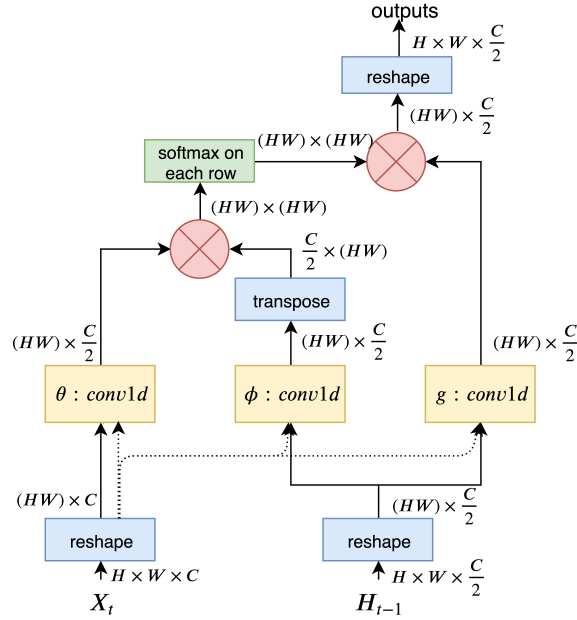 outputs
H × W × C/2
reshape
(HW) × C/2
softmax on
each row
(HW) × (HW)
(HW) × (HW)
C/2 × (HW)
transpose
(HW) × C/2
(HW) × C/2
(HW) × C/2
θ : conv1d
ϕ : conv1d
g : conv1d
(HW) × C
(HW) × C/2
reshape
reshape
H × W × C
H × W × C/2
X_t
H_{t−1}